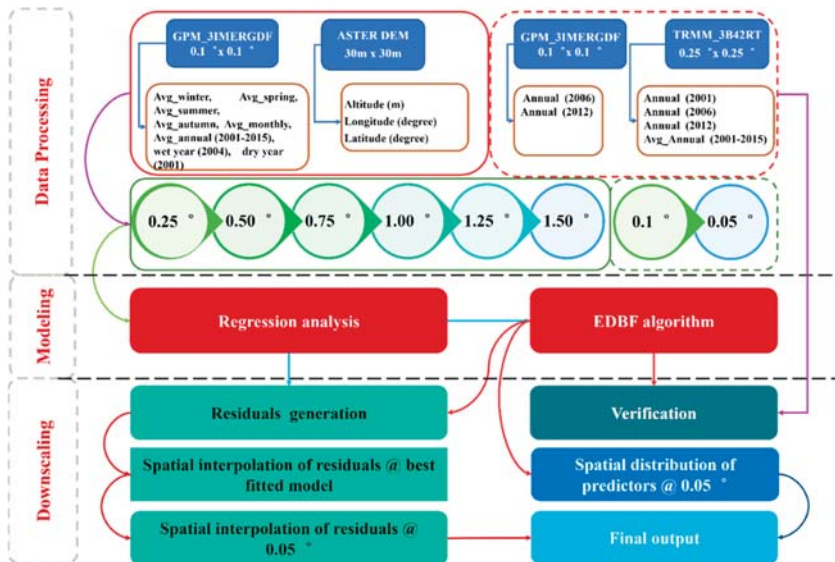 Data Processing
GPM_3IMERGDF
0.1 °x 0.1 °
ASTER DEM
30m x 30m
GPM_3IMERGDF
0.1 °x 0.1 °
TRMM_3B42RT
0.25 °x 0.25 °
Avg_winter, Avg_spring,
Avg_summer,
Avg_autumn, Avg_monthly,
Avg_annual (2001-2015),
wet year (2004), dry year
(2001)
Altitude (m)
Longitude (degree)
Latitude (degree)
Annual (2006)
Annual (2012)
Annual (2001)
Annual (2006)
Annual (2012)
Avg_Annual (2001-2015)
0.25 °
0.50 °
0.75 °
1.00 °
1.25 °
1.50 °
0.1 °
0.05 °
Modeling
Regression analysis
EDBF algorithm
Downscaling
Residuals generation
Verification
Spatial interpolation of residuals @ best
fitted model
Spatial distribution of
predictors @ 0.05 °
Spatial interpolation of residuals @
0.05 °
Final output